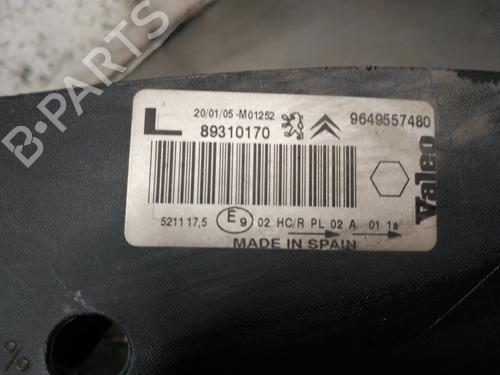 B-PARTS
L
20/01/05 -M01252
89310170
9649557480
Valeo
521117,5
E9
02 HC/R PL 02 A 01 1a
MADE IN SPAIN
%